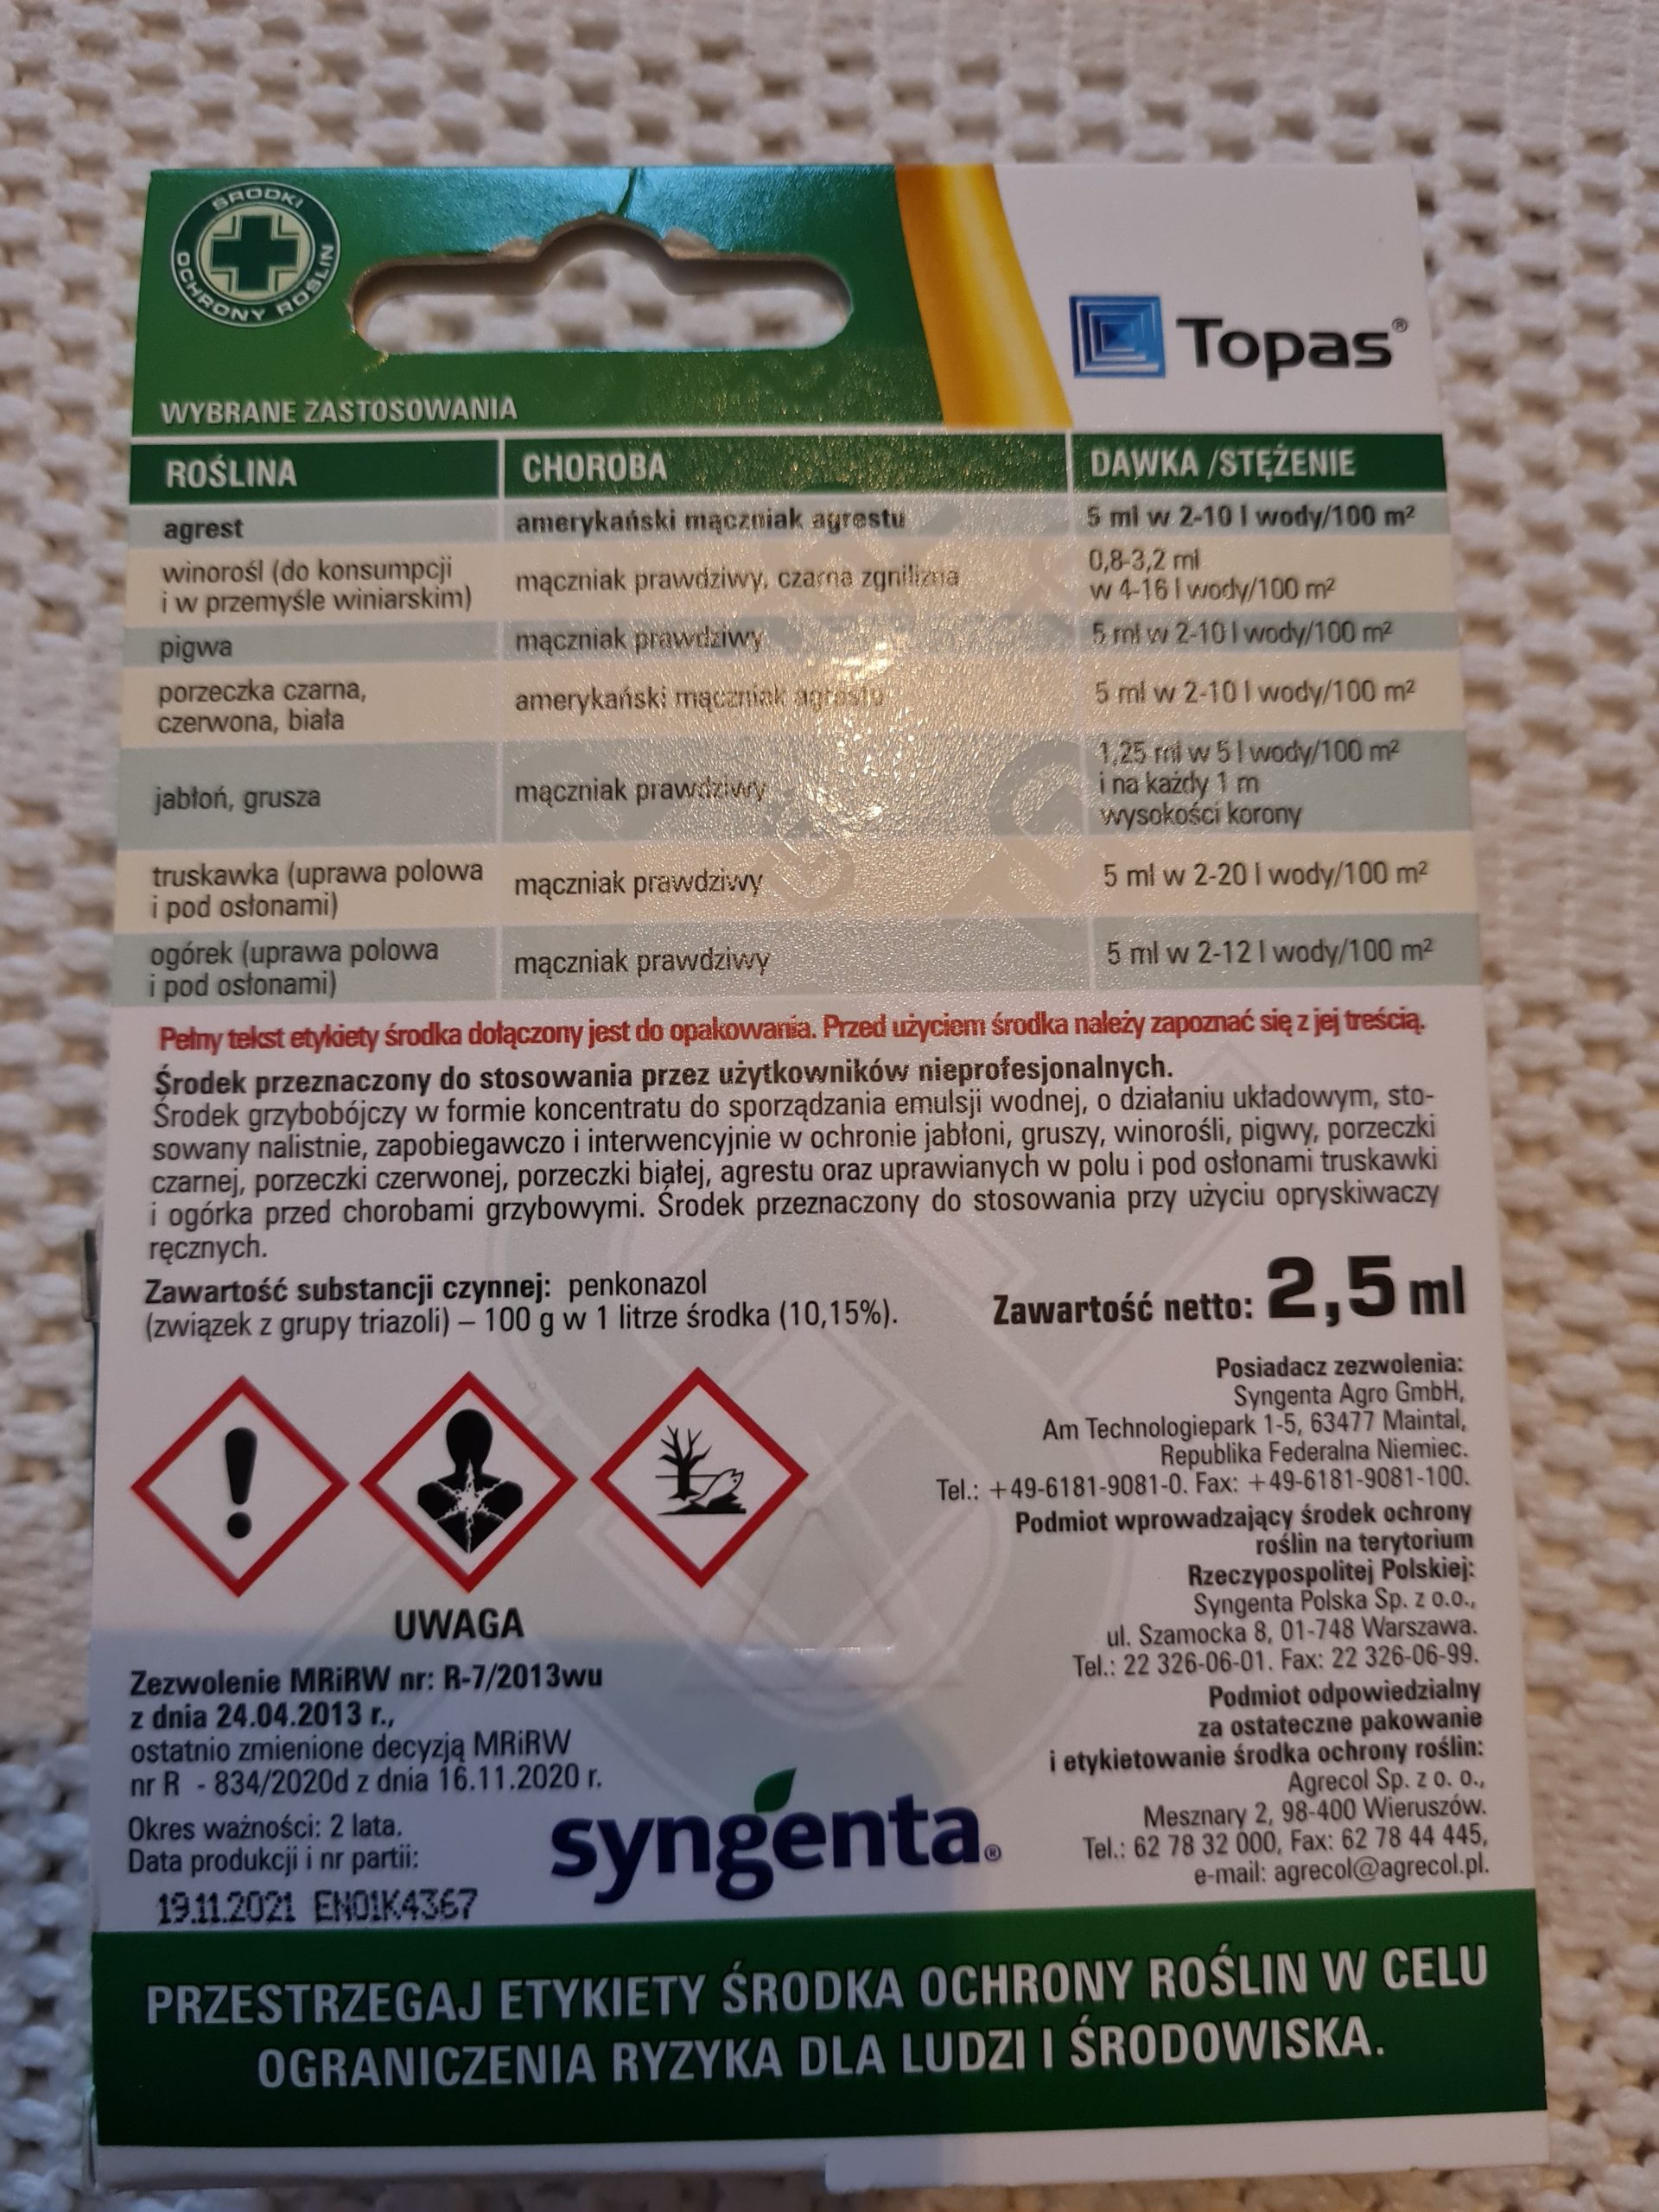 ŚRODKI
OCHRONY ROŚLIN
Topas®
WYBRANE ZASTOSOWANIA
ROŚLINA CHOROBA DAWKA /STĘŻENIE
agrest amerykański mączniak agrestu 5 ml w 2-10 l wody/100 m²
winorośl (do konsumpcji
i w przemyśle winiarskim) mączniak prawdziwy, czarna zgnilizna 0,8-3,2 ml
w 4-16 l wody/100 m²
pigwa mączniak prawdziwy 5 ml w 2-10 l wody/100 m²
porzeczka czarna,
czerwona, biała amerykański mączniak agrestu 5 ml w 2-10 l wody/100 m²
jabłoń, grusza mączniak prawdziwy 1,25 ml w 5 l wody/100 m²
i na każdy 1 m
wysokości korony
truskawka (uprawa polowa
i pod osłonami) mączniak prawdziwy 5 ml w 2-20 l wody/100 m²
ogórek (uprawa polowa
i pod osłonami) mączniak prawdziwy 5 ml w 2-12 l wody/100 m²
Pełny tekst etykiety środka dołączony jest do opakowania. Przed użyciem środka należy zapoznać się z jej treścią.
Środek przeznaczony do stosowania przez użytkowników nieprofesjonalnych.
Środek grzybobójczy w formie koncentratu do sporządzania emulsji wodnej, o działaniu układowym, sto-
sowany nalistnie, zapobiegawczo i interwencyjnie w ochronie jabłoni, gruszy, winorośli, pigwy, porzeczki
czarnej, porzeczki czerwonej, porzeczki białej, agrestu oraz uprawianych w polu i pod osłonami truskawki
i ogórka przed chorobami grzybowymi. Środek przeznaczony do stosowania przy użyciu opryskiwaczy
ręcznych.
Zawartość substancji czynnej: penkonazol
(związek z grupy triazoli) – 100 g w 1 litrze środka (10,15%).
Zawartość netto: 2,5 ml
UWAGA
Zezwolenie MRiRW nr: R-7/2013wu
z dnia 24.04.2013 r.,
ostatnio zmienione decyzją MRiRW
nr R - 834/2020d z dnia 16.11.2020 r.
Okres ważności: 2 lata.
Data produkcji i nr partii:
19.11.2021 EN01K4367
syngenta®
Posiadacz zezwolenia:
Syngenta Agro GmbH,
Am Technologiepark 1-5, 63477 Maintal,
Republika Federalna Niemiec.
Tel.: +49-6181-9081-0. Fax: +49-6181-9081-100.
Podmiot wprowadzający środek ochrony
roślin na terytorium
Rzeczypospolitej Polskiej:
Syngenta Polska Sp. z o.o.,
ul. Szamocka 8, 01-748 Warszawa.
Tel.: 22 326-06-01. Fax: 22 326-06-99.
Podmiot odpowiedzialny
za ostateczne pakowanie
i etykietowanie środka ochrony roślin:
Agrecol Sp. z o. o.,
Mesznary 2, 98-400 Wieruszów.
Tel.: 62 78 32 000, Fax: 62 78 44 445,
e-mail: agrecol@agrecol.pl.
PRZESTRZEGAJ ETYKIETY ŚRODKA OCHRONY ROŚLIN W CELU
OGRANICZENIA RYZYKA DLA LUDZI I ŚRODOWISKA.